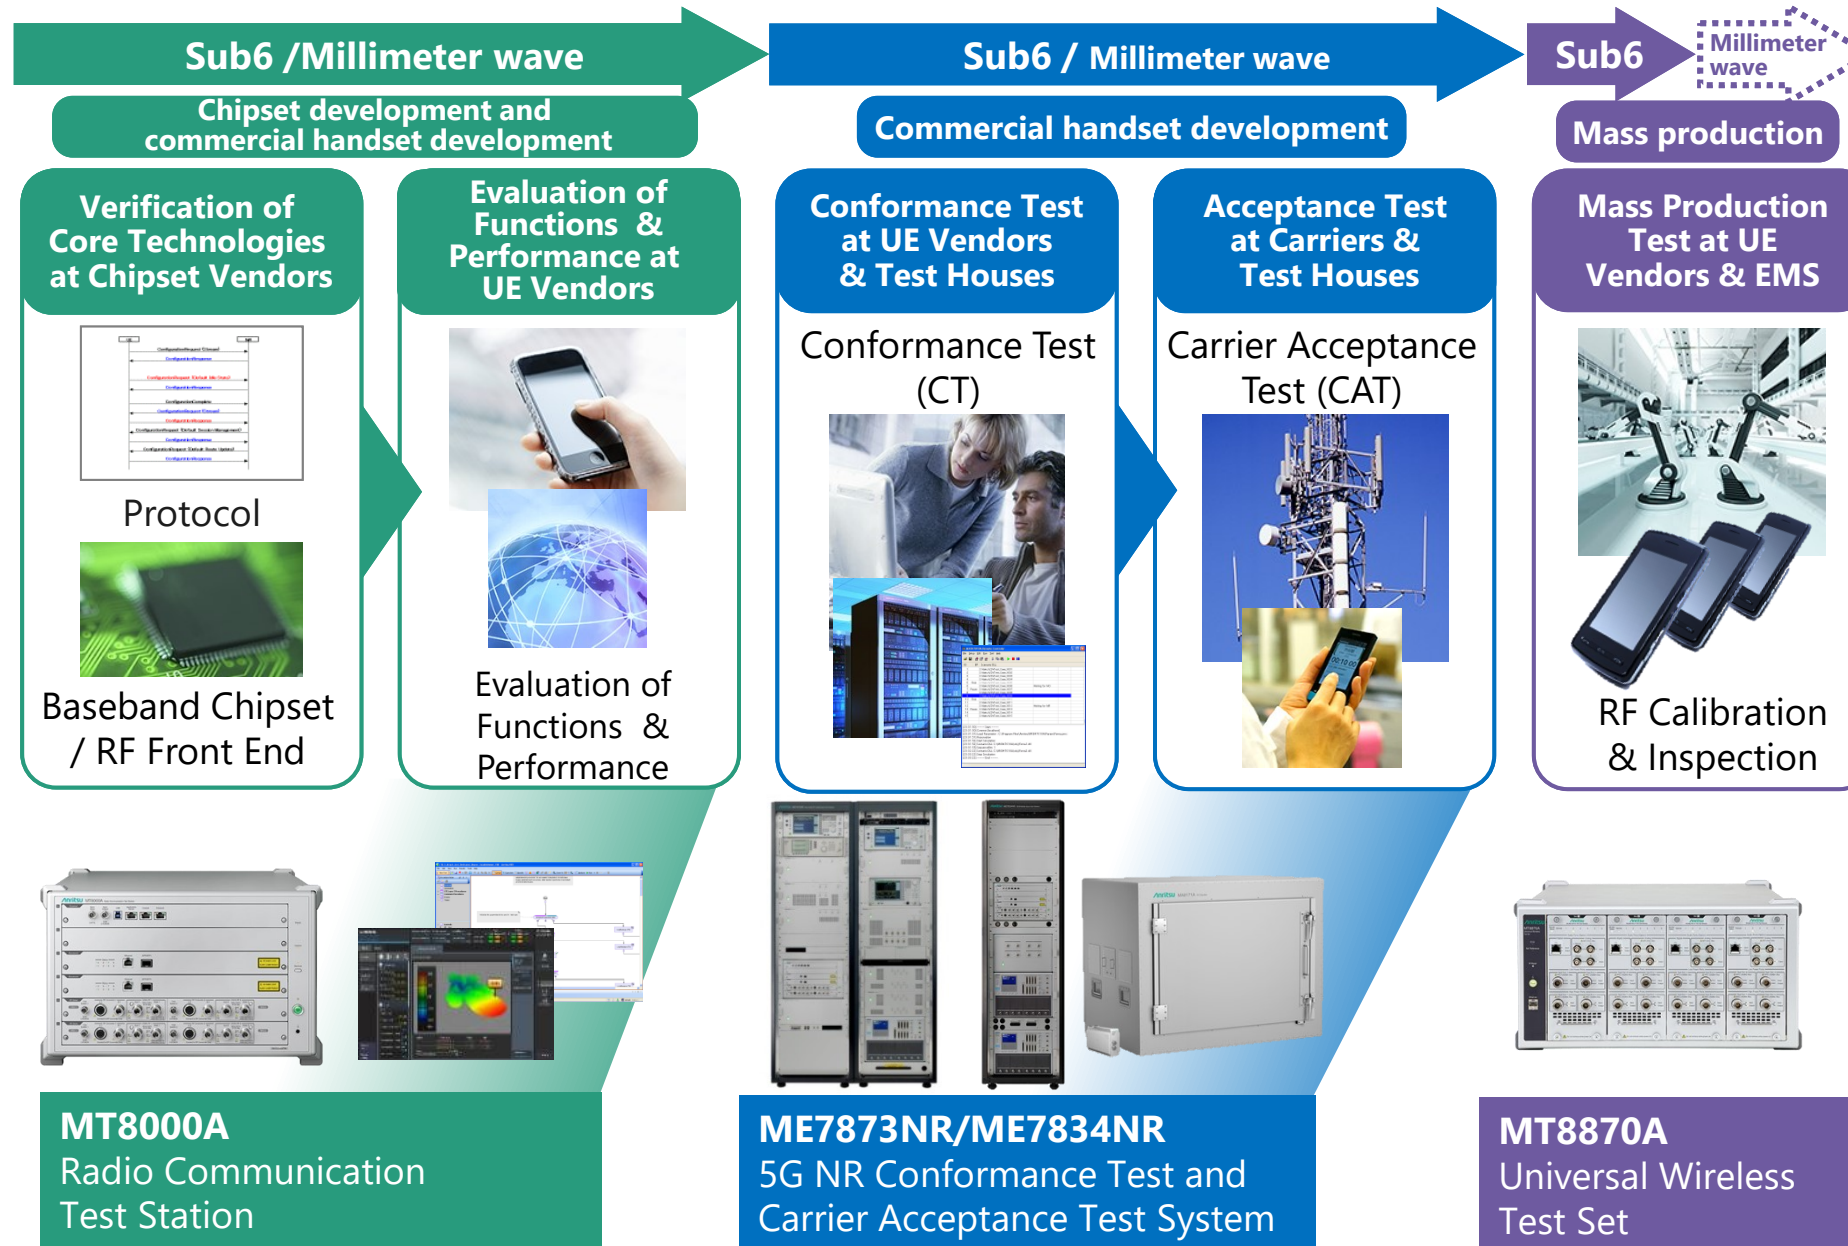 Sub6 /Millimeter wave
Sub6 / Millimeter wave
Sub6
Millimeter
wave
Chipset development and
commercial handset development
Commercial handset development
Mass production
Verification of
Core Technologies
at Chipset Vendors
Protocol
Baseband Chipset
/ RF Front End
Evaluation of
Functions &
Performance at
UE Vendors
Evaluation of
Functions &
Performance
Conformance Test
at UE Vendors
& Test Houses
Conformance Test
(CT)
Acceptance Test
at Carriers &
Test Houses
Carrier Acceptance
Test (CAT)
Mass Production
Test at UE
Vendors & EMS
RF Calibration
& Inspection
MT8000A
Radio Communication
Test Station
ME7873NR/ME7834NR
5G NR Conformance Test and
Carrier Acceptance Test System
MT8870A
Universal Wireless
Test Set